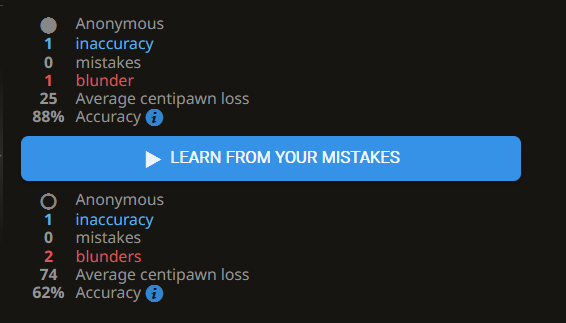 Anonymous
1 inaccuracy
0 mistakes
1 blunder
25 Average centipawn loss
88% Accuracy i
LEARN FROM YOUR MISTAKES
Anonymous
1 inaccuracy
0 mistakes
2 blunders
74 Average centipawn loss
62% Accuracy i